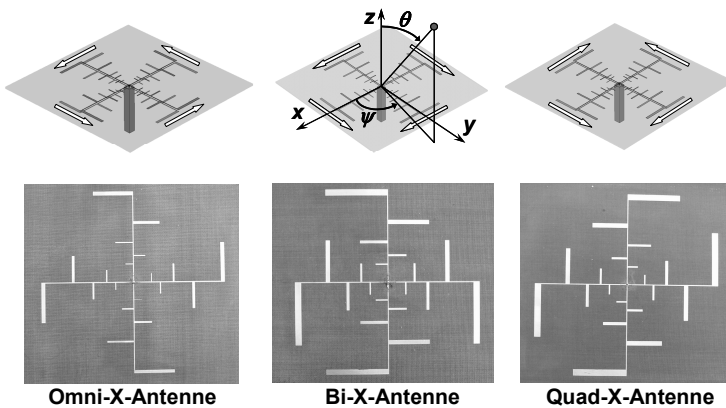 z
θ
x
ψ
y
Omni-X-Antenne
Bi-X-Antenne
Quad-X-Antenne